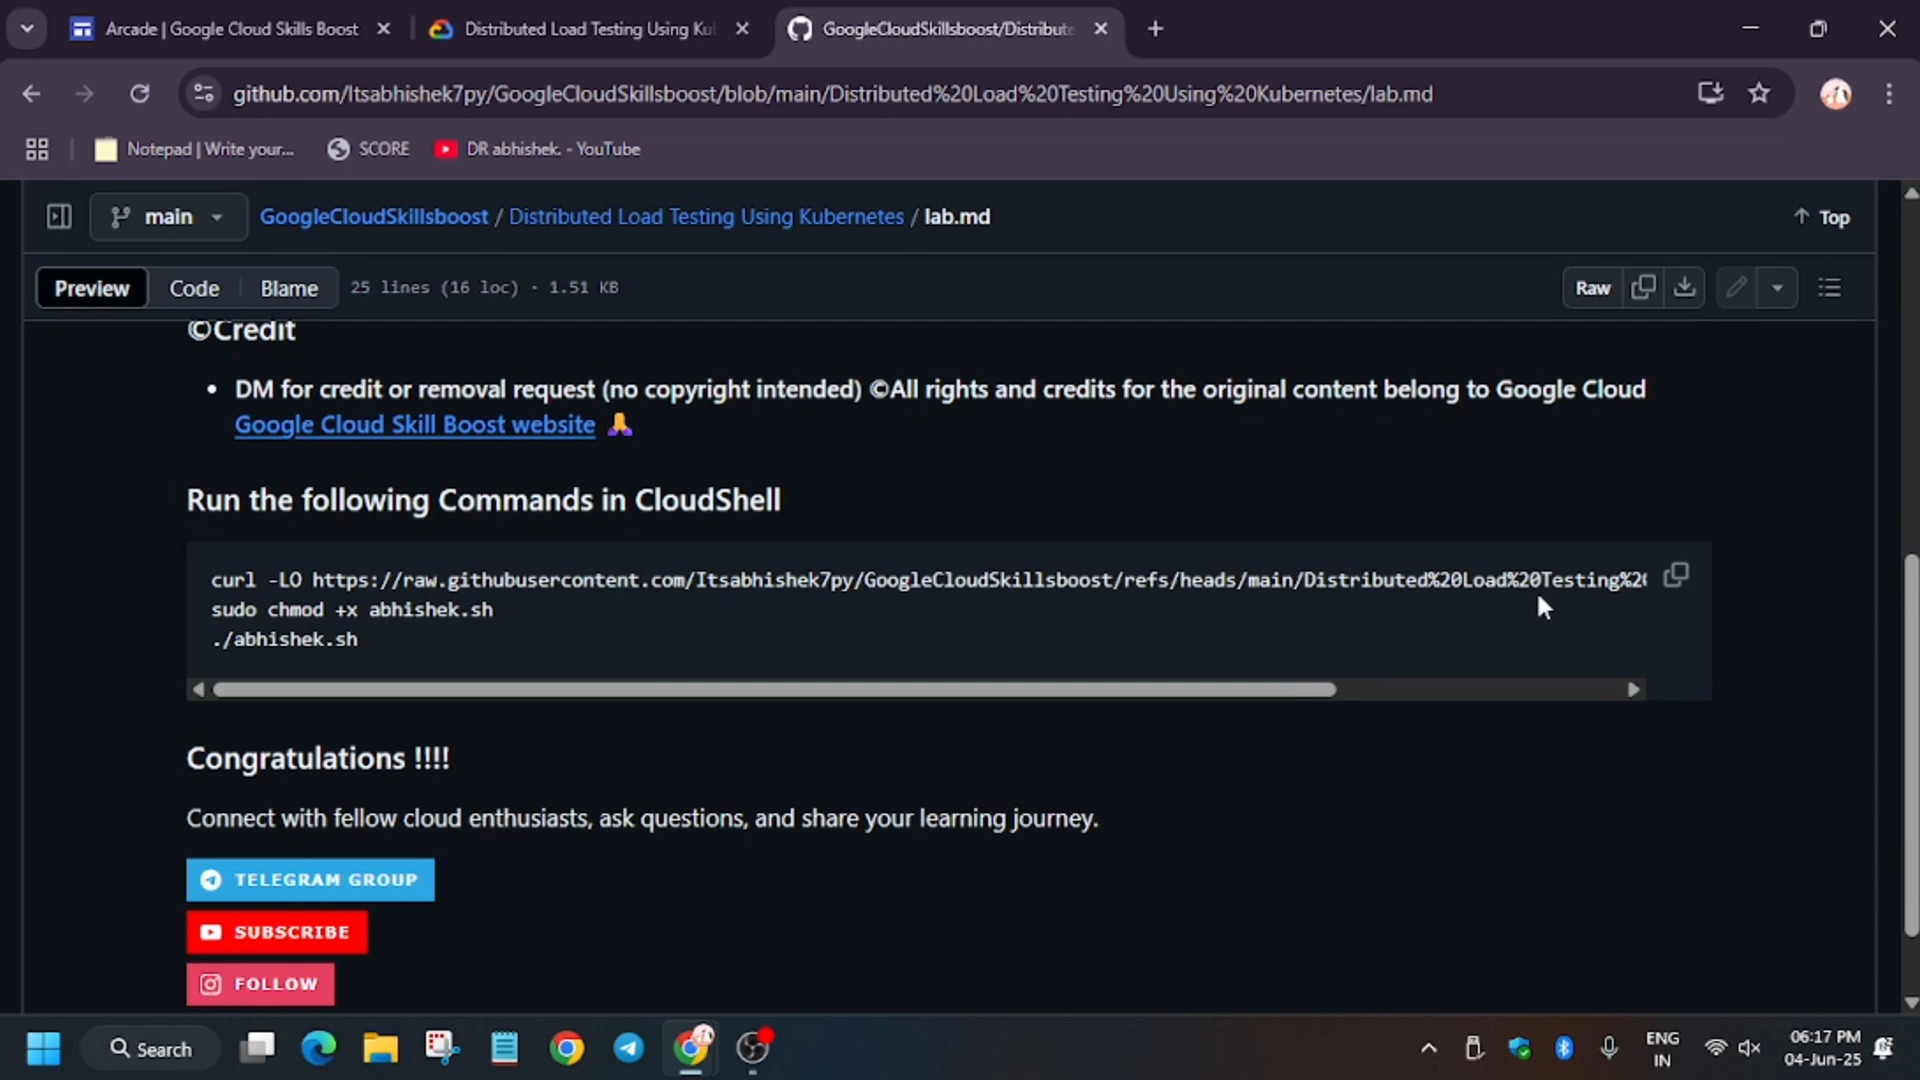 Arcade | Google Cloud Skills Boost
Distributed Load Testing Using Ku
GoogleCloudSkillsboost/Distribute
github.com/Itsabhishek7py/GoogleCloudSkillsboost/blob/main/Distributed%20Load%20Testing%20Using%20Kubernetes/lab.md
Notepad | Write your...
SCORE
DR abhishek. - YouTube
main
GoogleCloudSkillsboost / Distributed Load Testing Using Kubernetes / lab.md
Top
Preview
Code
Blame
25 lines (16 loc) · 1.51 KB
Raw
©Credit
• DM for credit or removal request (no copyright intended) ©All rights and credits for the original content belong to Google Cloud
Google Cloud Skill Boost website 🙏
Run the following Commands in CloudShell
curl -LO https://raw.githubusercontent.com/Itsabhishek7py/GoogleCloudSkillsboost/refs/heads/main/Distributed%20Load%20Testing%20
sudo chmod +x abhishek.sh
./abhishek.sh
Congratulations !!!!
Connect with fellow cloud enthusiasts, ask questions, and share your learning journey.
TELEGRAM GROUP
SUBSCRIBE
FOLLOW
Search
ENG
IN
06:17 PM
04-Jun-25